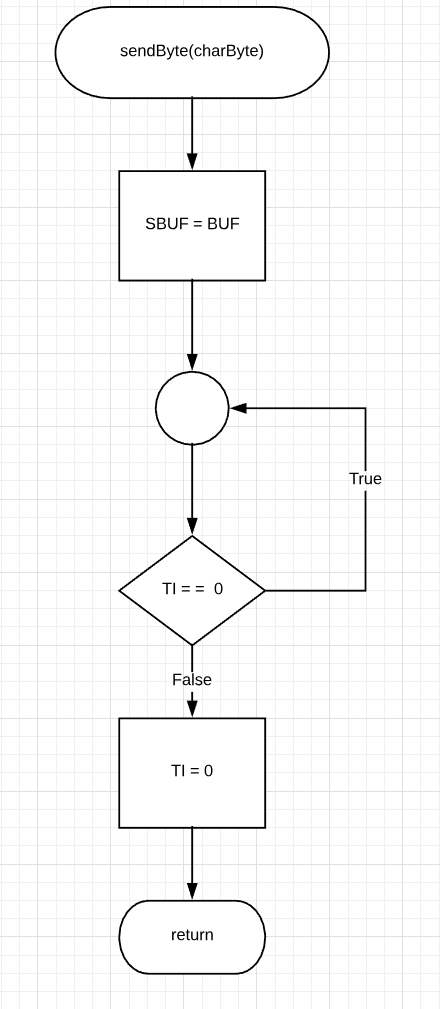 sendByte(charByte)
SBUF = BUF
True
TI = =  0
False
TI = 0
return